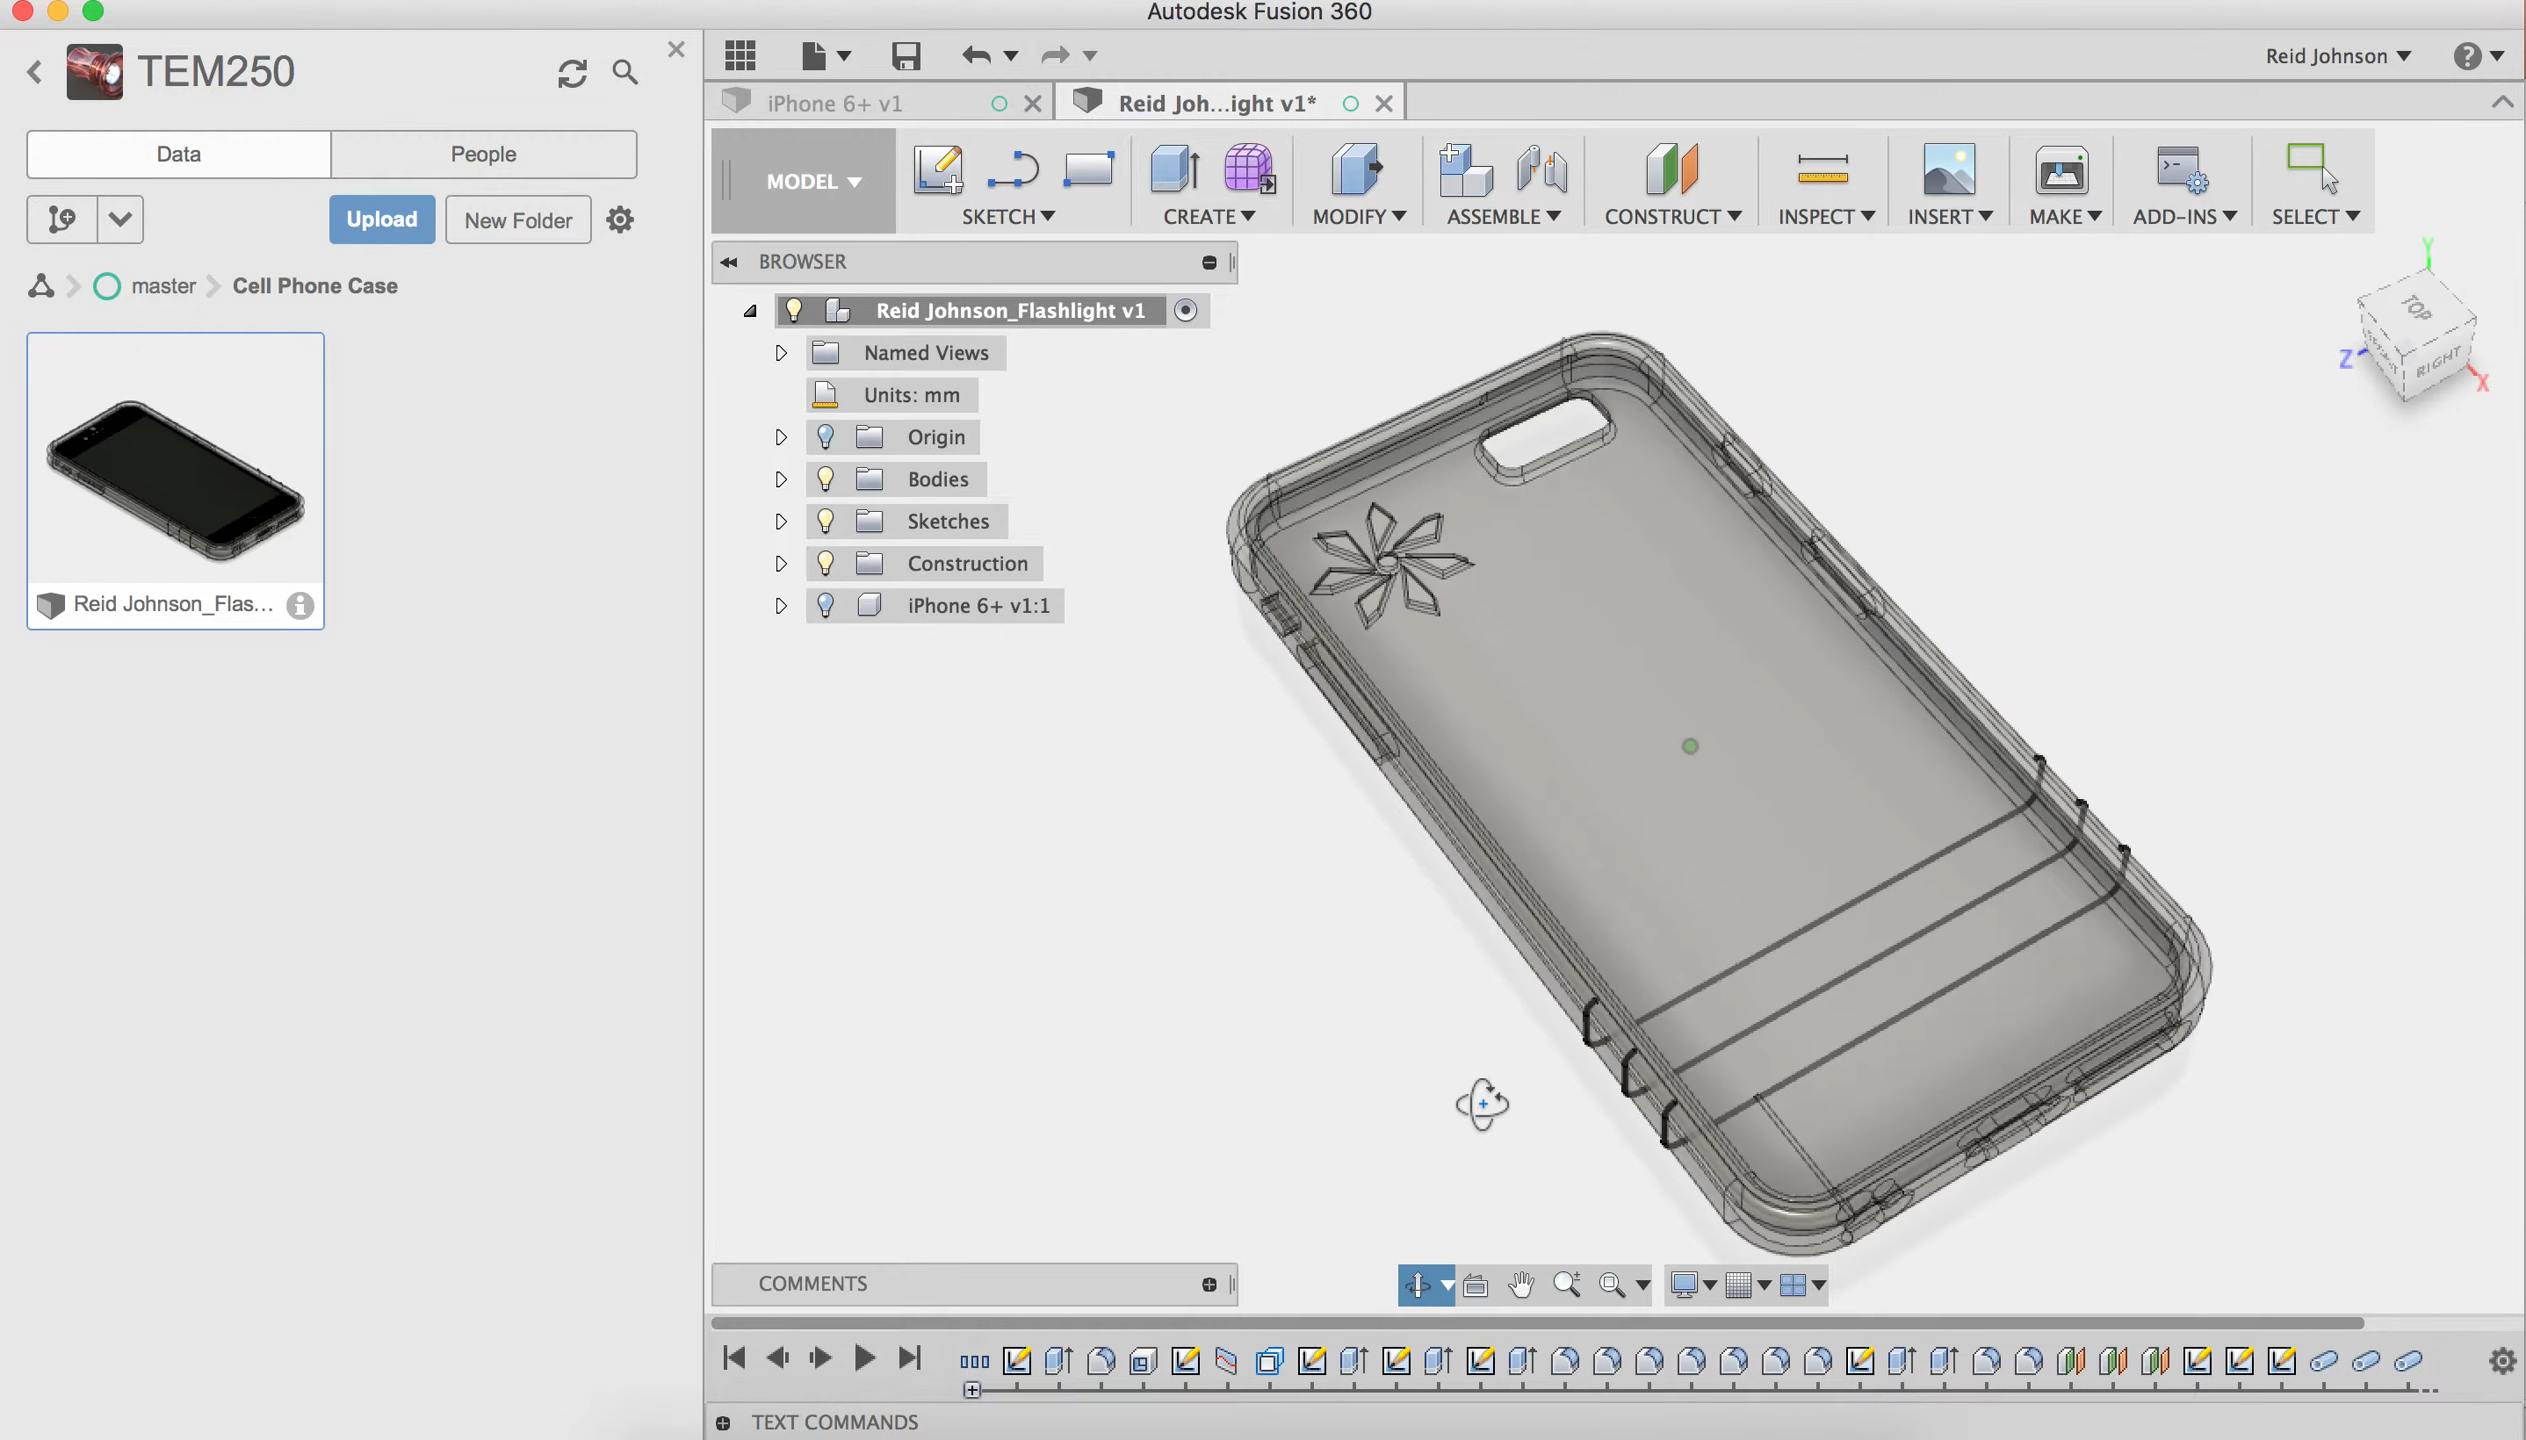 Autodesk Fusion 360
TEM250
Reid Johnson
iPhone 6+ v1
Reid Joh...ight v1*
Data
People
MODEL
SKETCH
CREATE
MODIFY
ASSEMBLE
CONSTRUCT
INSPECT
INSERT
MAKE
ADD-INS
SELECT
Upload
New Folder
master
Cell Phone Case
BROWSER
Reid Johnson_Flashlight v1
Named Views
Units: mm
Origin
Bodies
Sketches
Construction
iPhone 6+ v1:1
Y
TOP
Z
RIGHT
X
Reid Johnson_Flas...
COMMENTS
TEXT COMMANDS